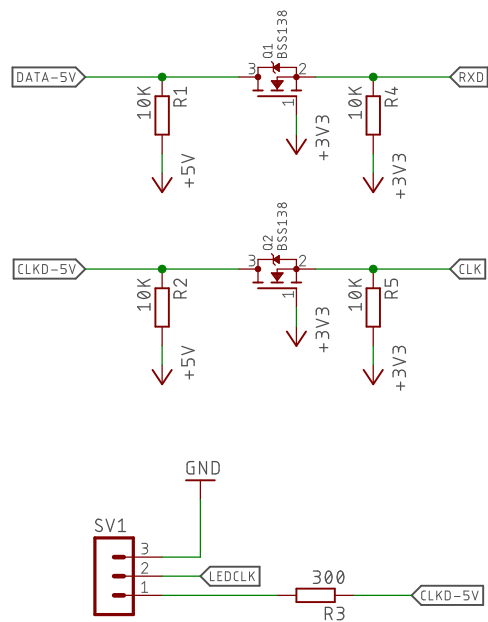 Q1
BSS138
3
2
DATA-5V
RXD
1
10K
R1
+5V
+3V3
10K
R4
+3V3
Q2
BSS138
3
2
CLKD-5V
CLK
1
10K
R2
+5V
+3V3
10K
R5
+3V3
GND
SV1
3
2
1
LEDCLK
300
R3
CLKD-5V